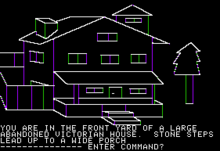 YOU ARE IN THE FRONT YARD OF A LARGE
ABANDONED VICTORIAN HOUSE.  STONE STEPS
LEAD UP TO A WIDE PORCH
--------------- ENTER COMMAND?